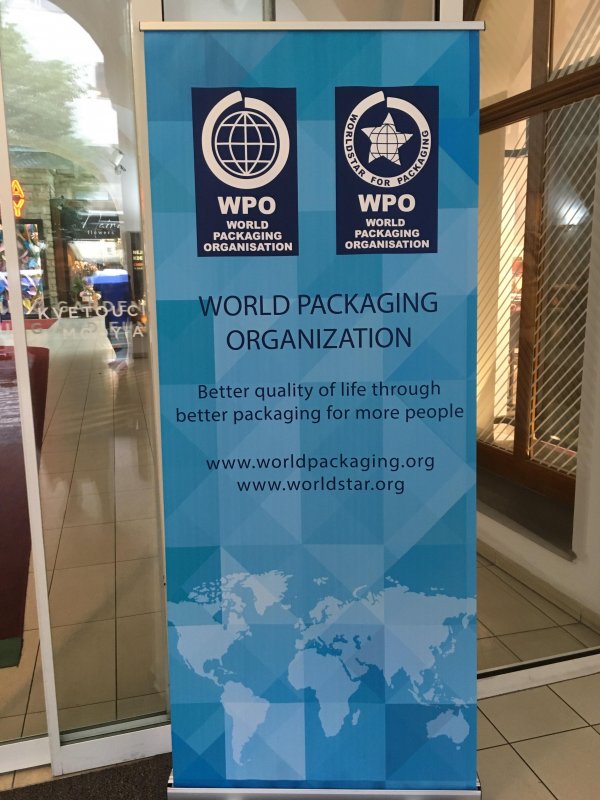 WPO
WORLD
PACKAGING
ORGANISATION
WORLDSTAR FOR PACKAGING
WPO
WORLD
PACKAGING
ORGANISATION
WORLD PACKAGING
ORGANIZATION
Better quality of life through
better packaging for more people
www.worldpackaging.org
www.worldstar.org
flowers